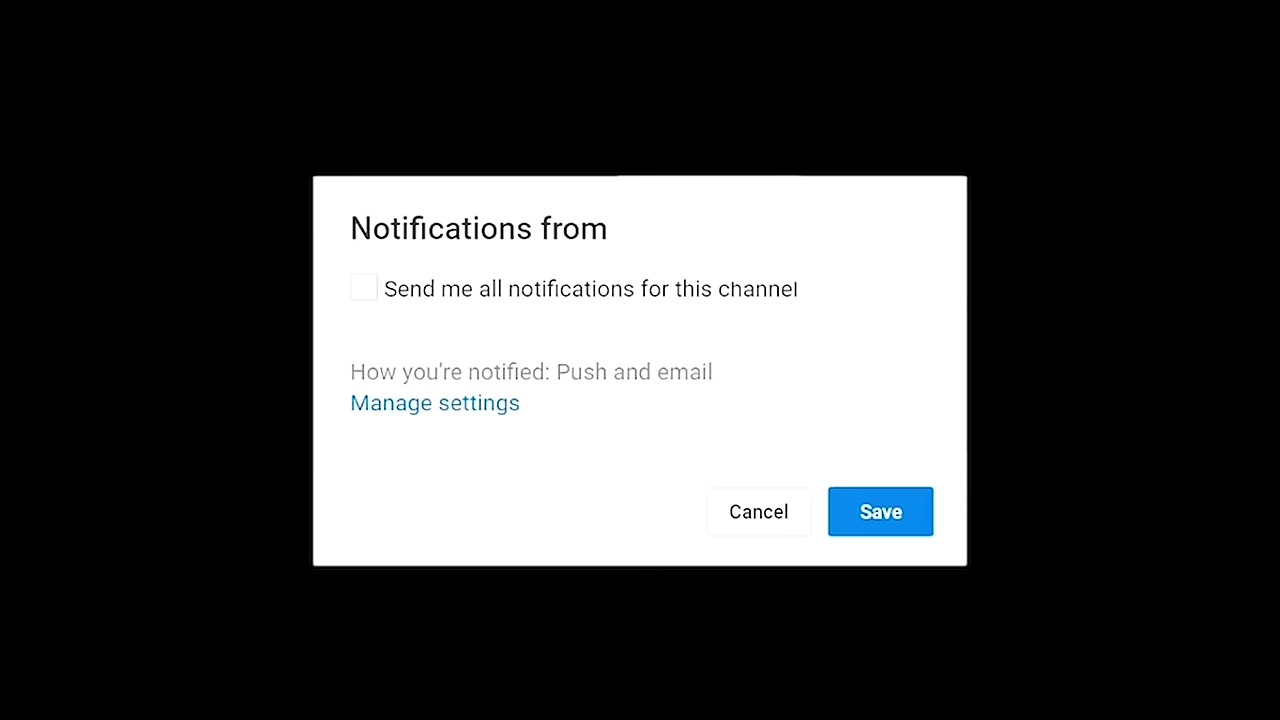 Notifications from
Send me all notifications for this channel
How you're notified: Push and email
Manage settings
Cancel
Save